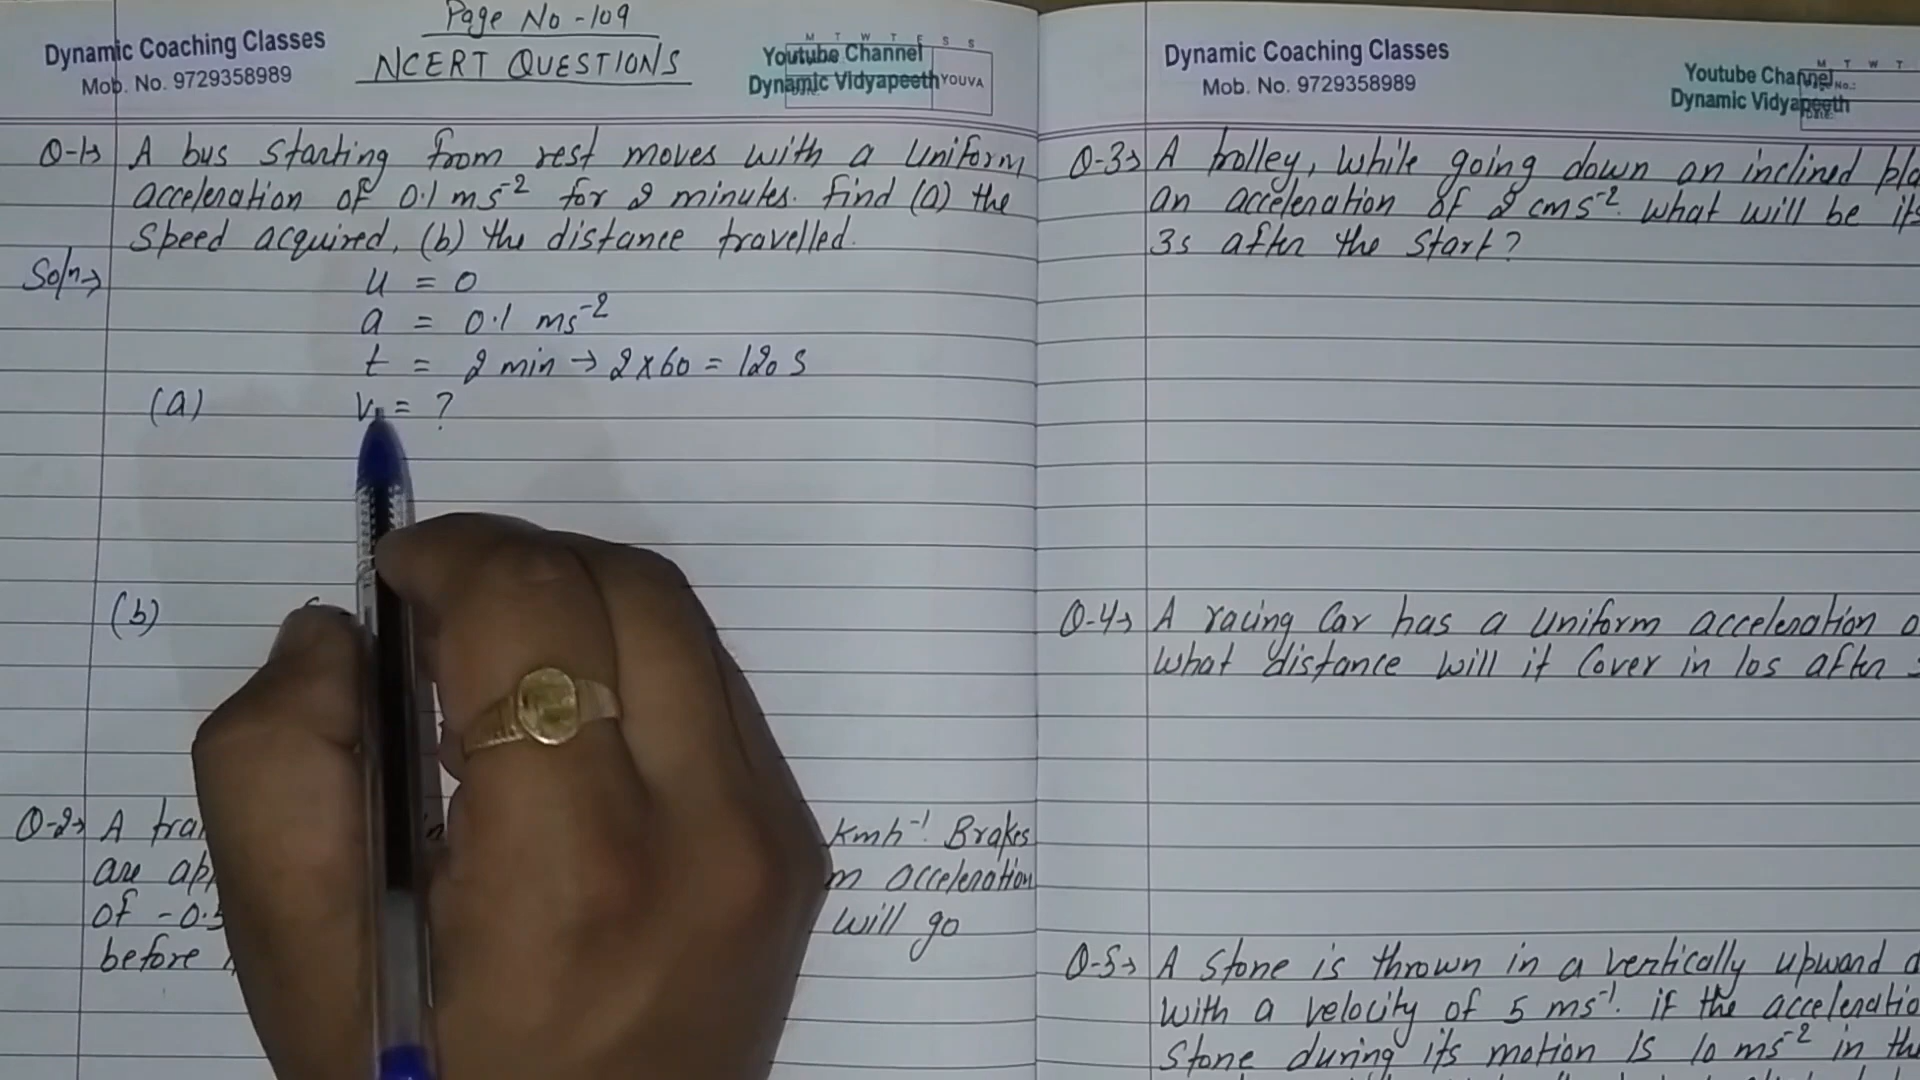 Page No - 109
NCERT QUESTIONS
Dynamic Coaching Classes
Mob. No. 9729358989
Youtube Channel
Dynamic Vidyapeeth
M T W T F S S
YOUVA
Q-1→ A bus starting from rest moves with a uniform
acceleration of 0.1 ms⁻² for 2 minutes. find (a) the
Speed acquired, (b) the distance travelled.
Soln→ u = 0
a = 0.1 ms⁻²
t = 2 min → 2×60 = 120 s
(a) v = ?
(b)
Q-2→ A Kmh⁻¹. Brakes
are acceleration
of will go
before
Dynamic Coaching Classes
Mob. No. 9729358989
Youtube Channel
Dynamic Vidyapeeth
M T W T
Q-3→ A trolley, while going down an inclined
an acceleration of 2 cms⁻². what will be its
3s after the start?
Q-4→ A racing Car has a uniform acceleration
what distance will it Cover in 10s after
Q-5→ A Stone is thrown in a vertically upward
with a velocity of 5 ms⁻¹. if the
Stone during its motion is 10 ms⁻² in the